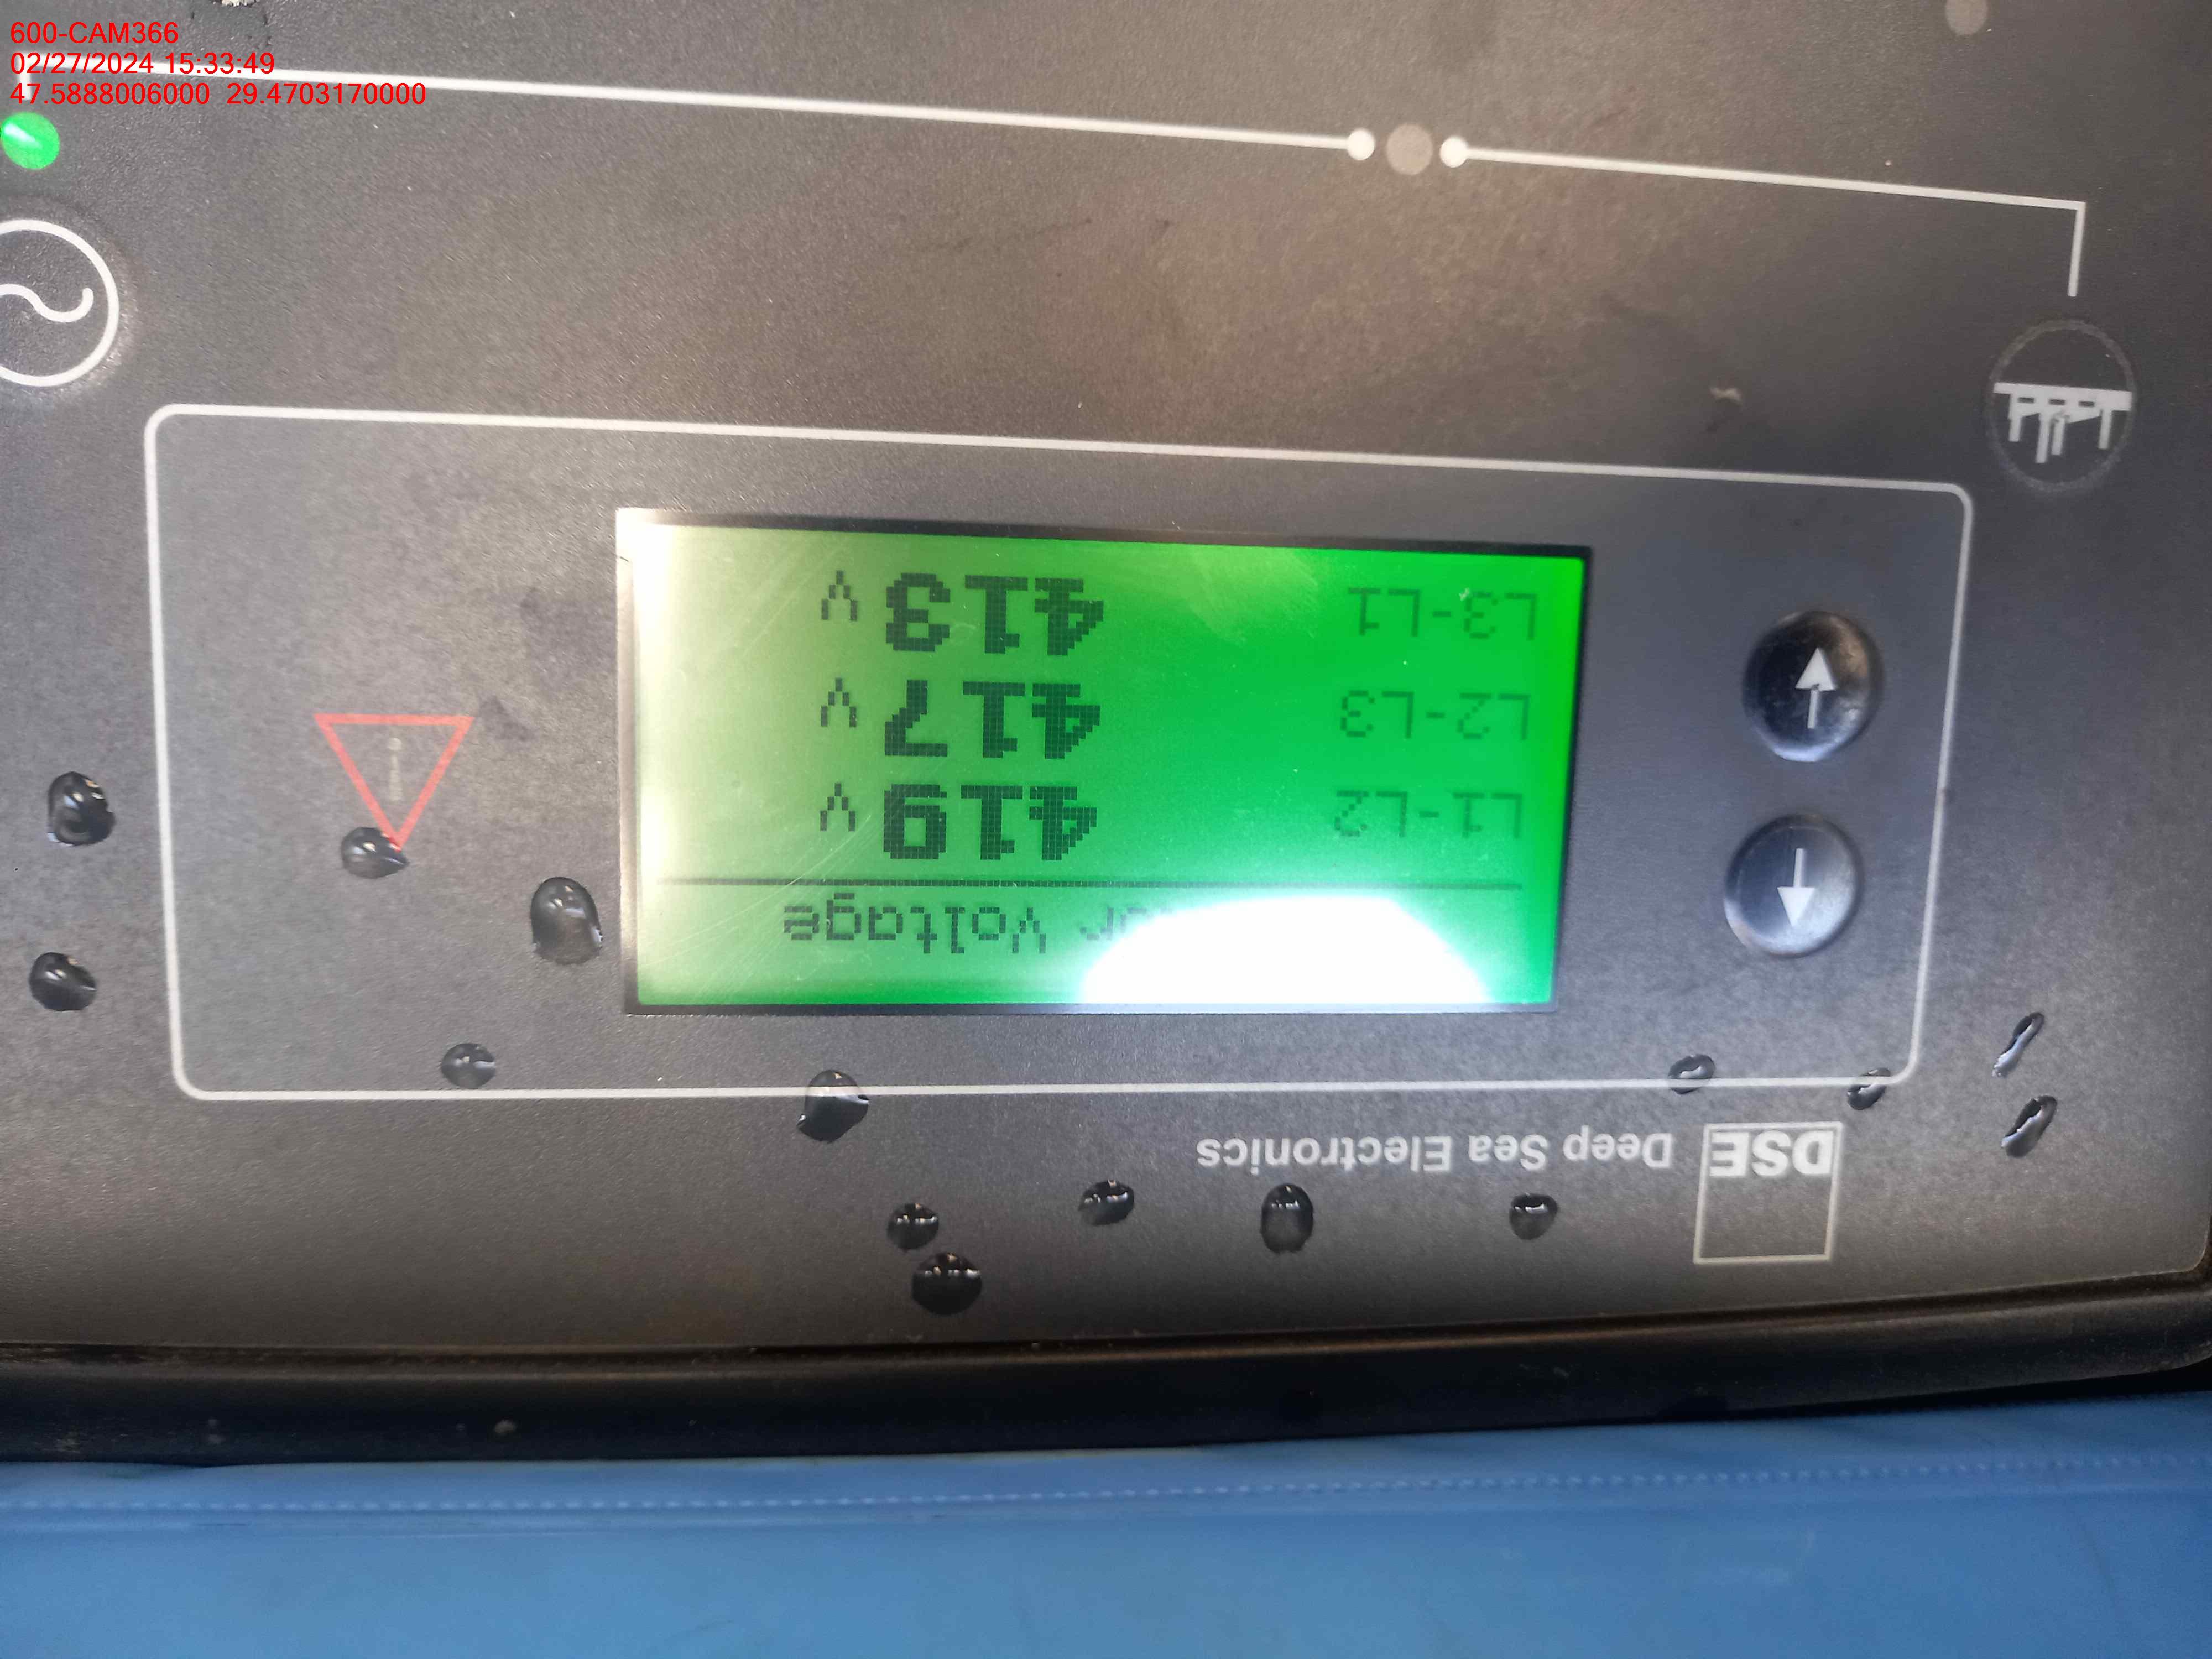 600-CAM366
02/27/2024 15:33:49
47.5888006000 29.4703170000
DSE Deep Sea Electronics
Voltage
L1-L2 419 V
L2-L3 417 V
L3-L1 413 V